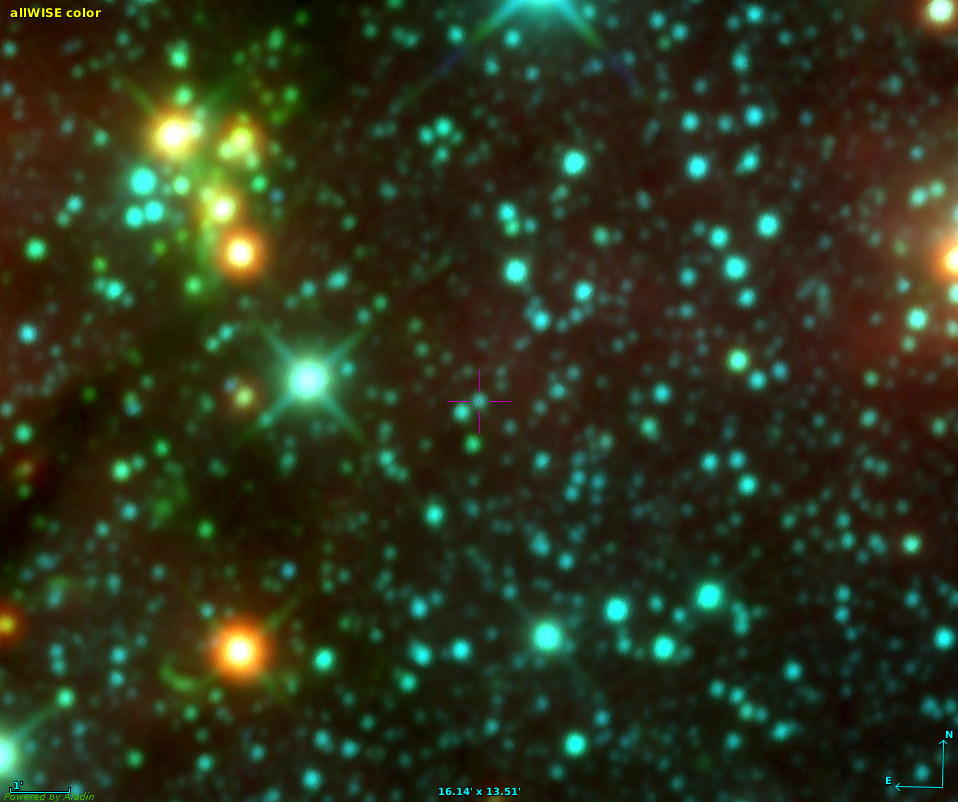 allWISE color
N
E
1'
16.14' x 13.51'
Powered by Aladin